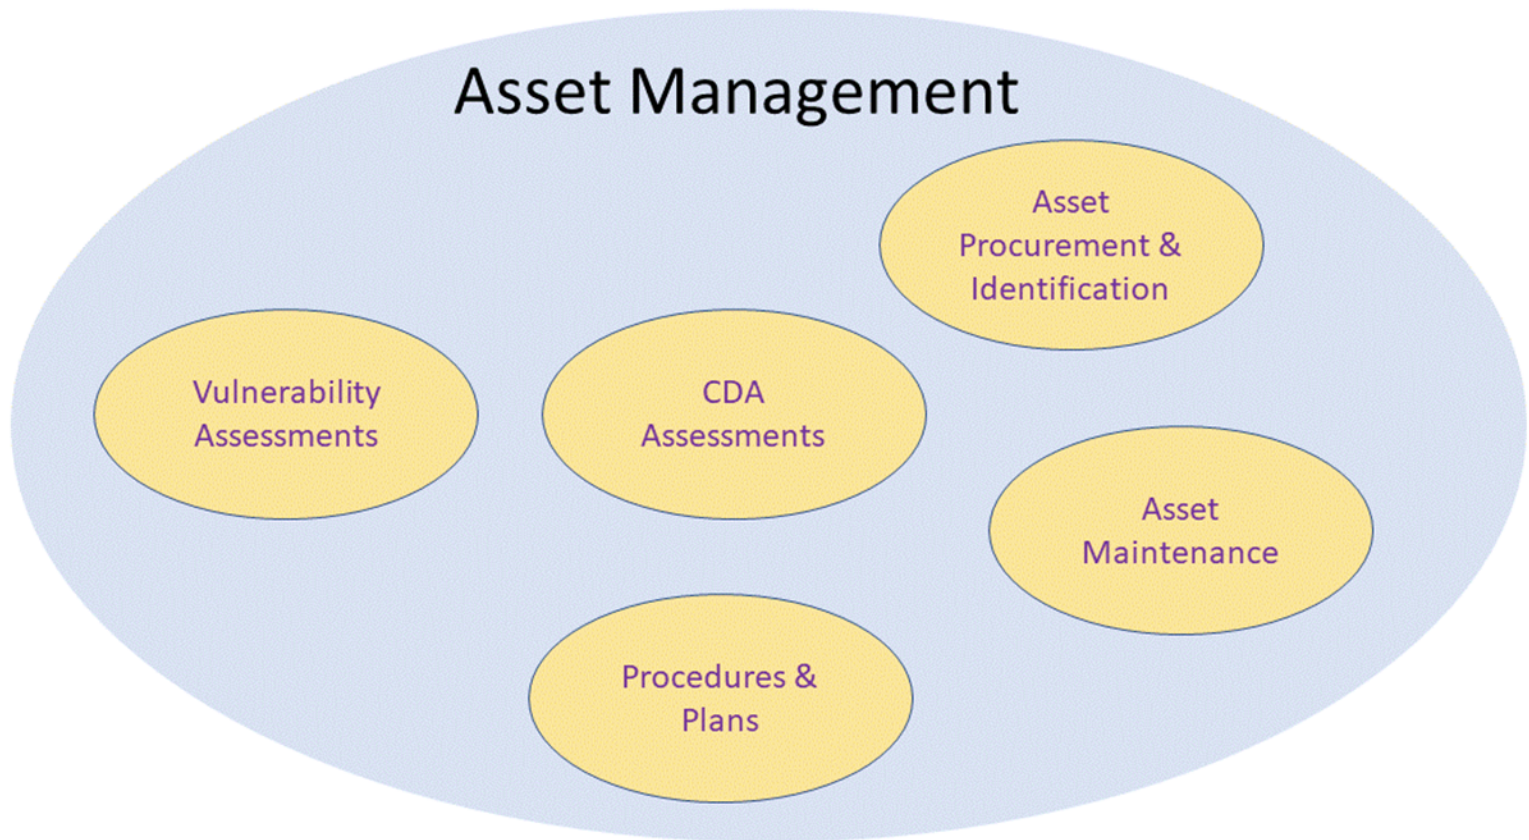 Asset Management
Asset
Procurement &
Identification
Vulnerability
Assessments
CDA
Assessments
Asset
Maintenance
Procedures &
Plans